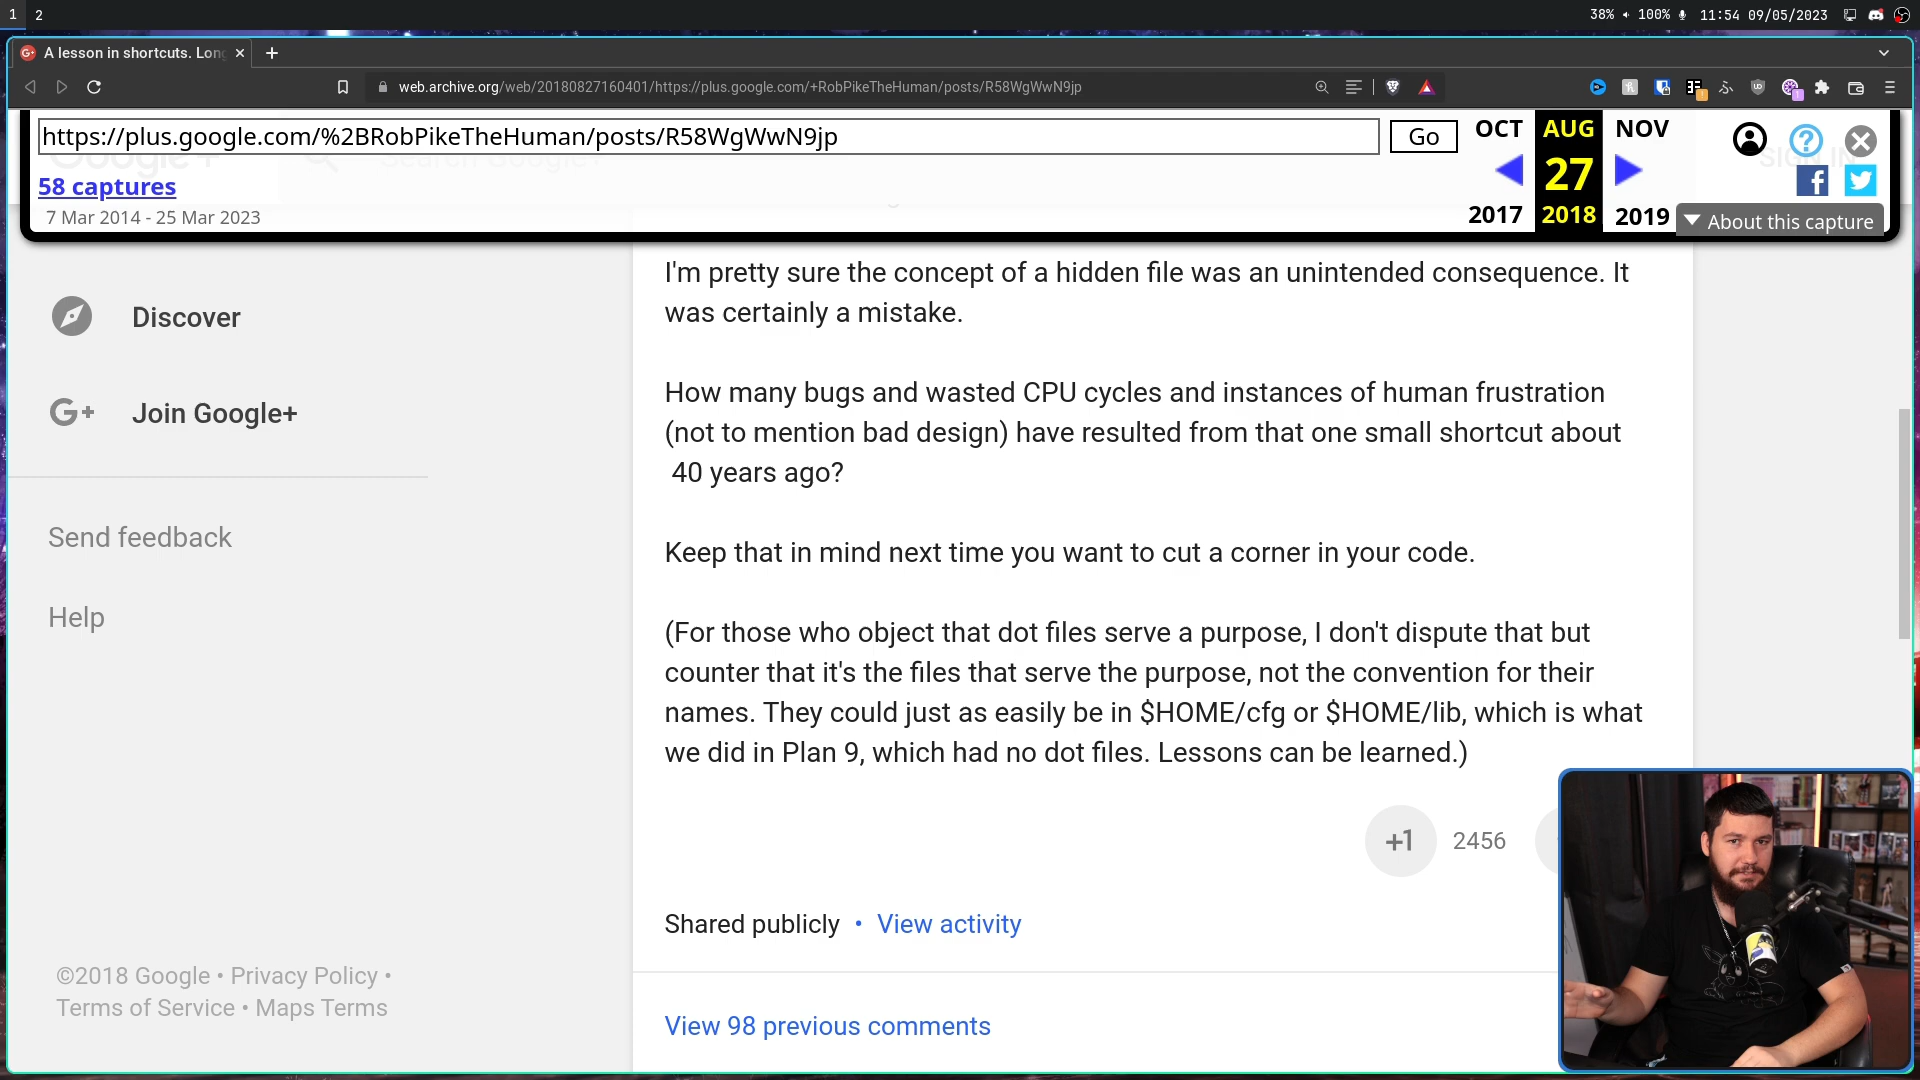 1 2
38% 100% 11:54 09/05/2023
A lesson in shortcuts. Lon
web.archive.org/web/20180827160401/https://plus.google.com/+RobPikeTheHuman/posts/R58WgWwN9jp
https://plus.google.com/%2BRobPikeTheHuman/posts/R58WgWwN9jp
Go
OCT AUG NOV
27
2017 2018 2019
58 captures
7 Mar 2014 - 25 Mar 2023
About this capture
SIGN IN
Discover
G+ Join Google+
Send feedback
Help
©2018 Google • Privacy Policy •
Terms of Service • Maps Terms
I'm pretty sure the concept of a hidden file was an unintended consequence. It
was certainly a mistake.
How many bugs and wasted CPU cycles and instances of human frustration
(not to mention bad design) have resulted from that one small shortcut about
40 years ago?
Keep that in mind next time you want to cut a corner in your code.
(For those who object that dot files serve a purpose, I don't dispute that but
counter that it's the files that serve the purpose, not the convention for their
names. They could just as easily be in $HOME/cfg or $HOME/lib, which is what
we did in Plan 9, which had no dot files. Lessons can be learned.)
+1 2456
Shared publicly • View activity
View 98 previous comments